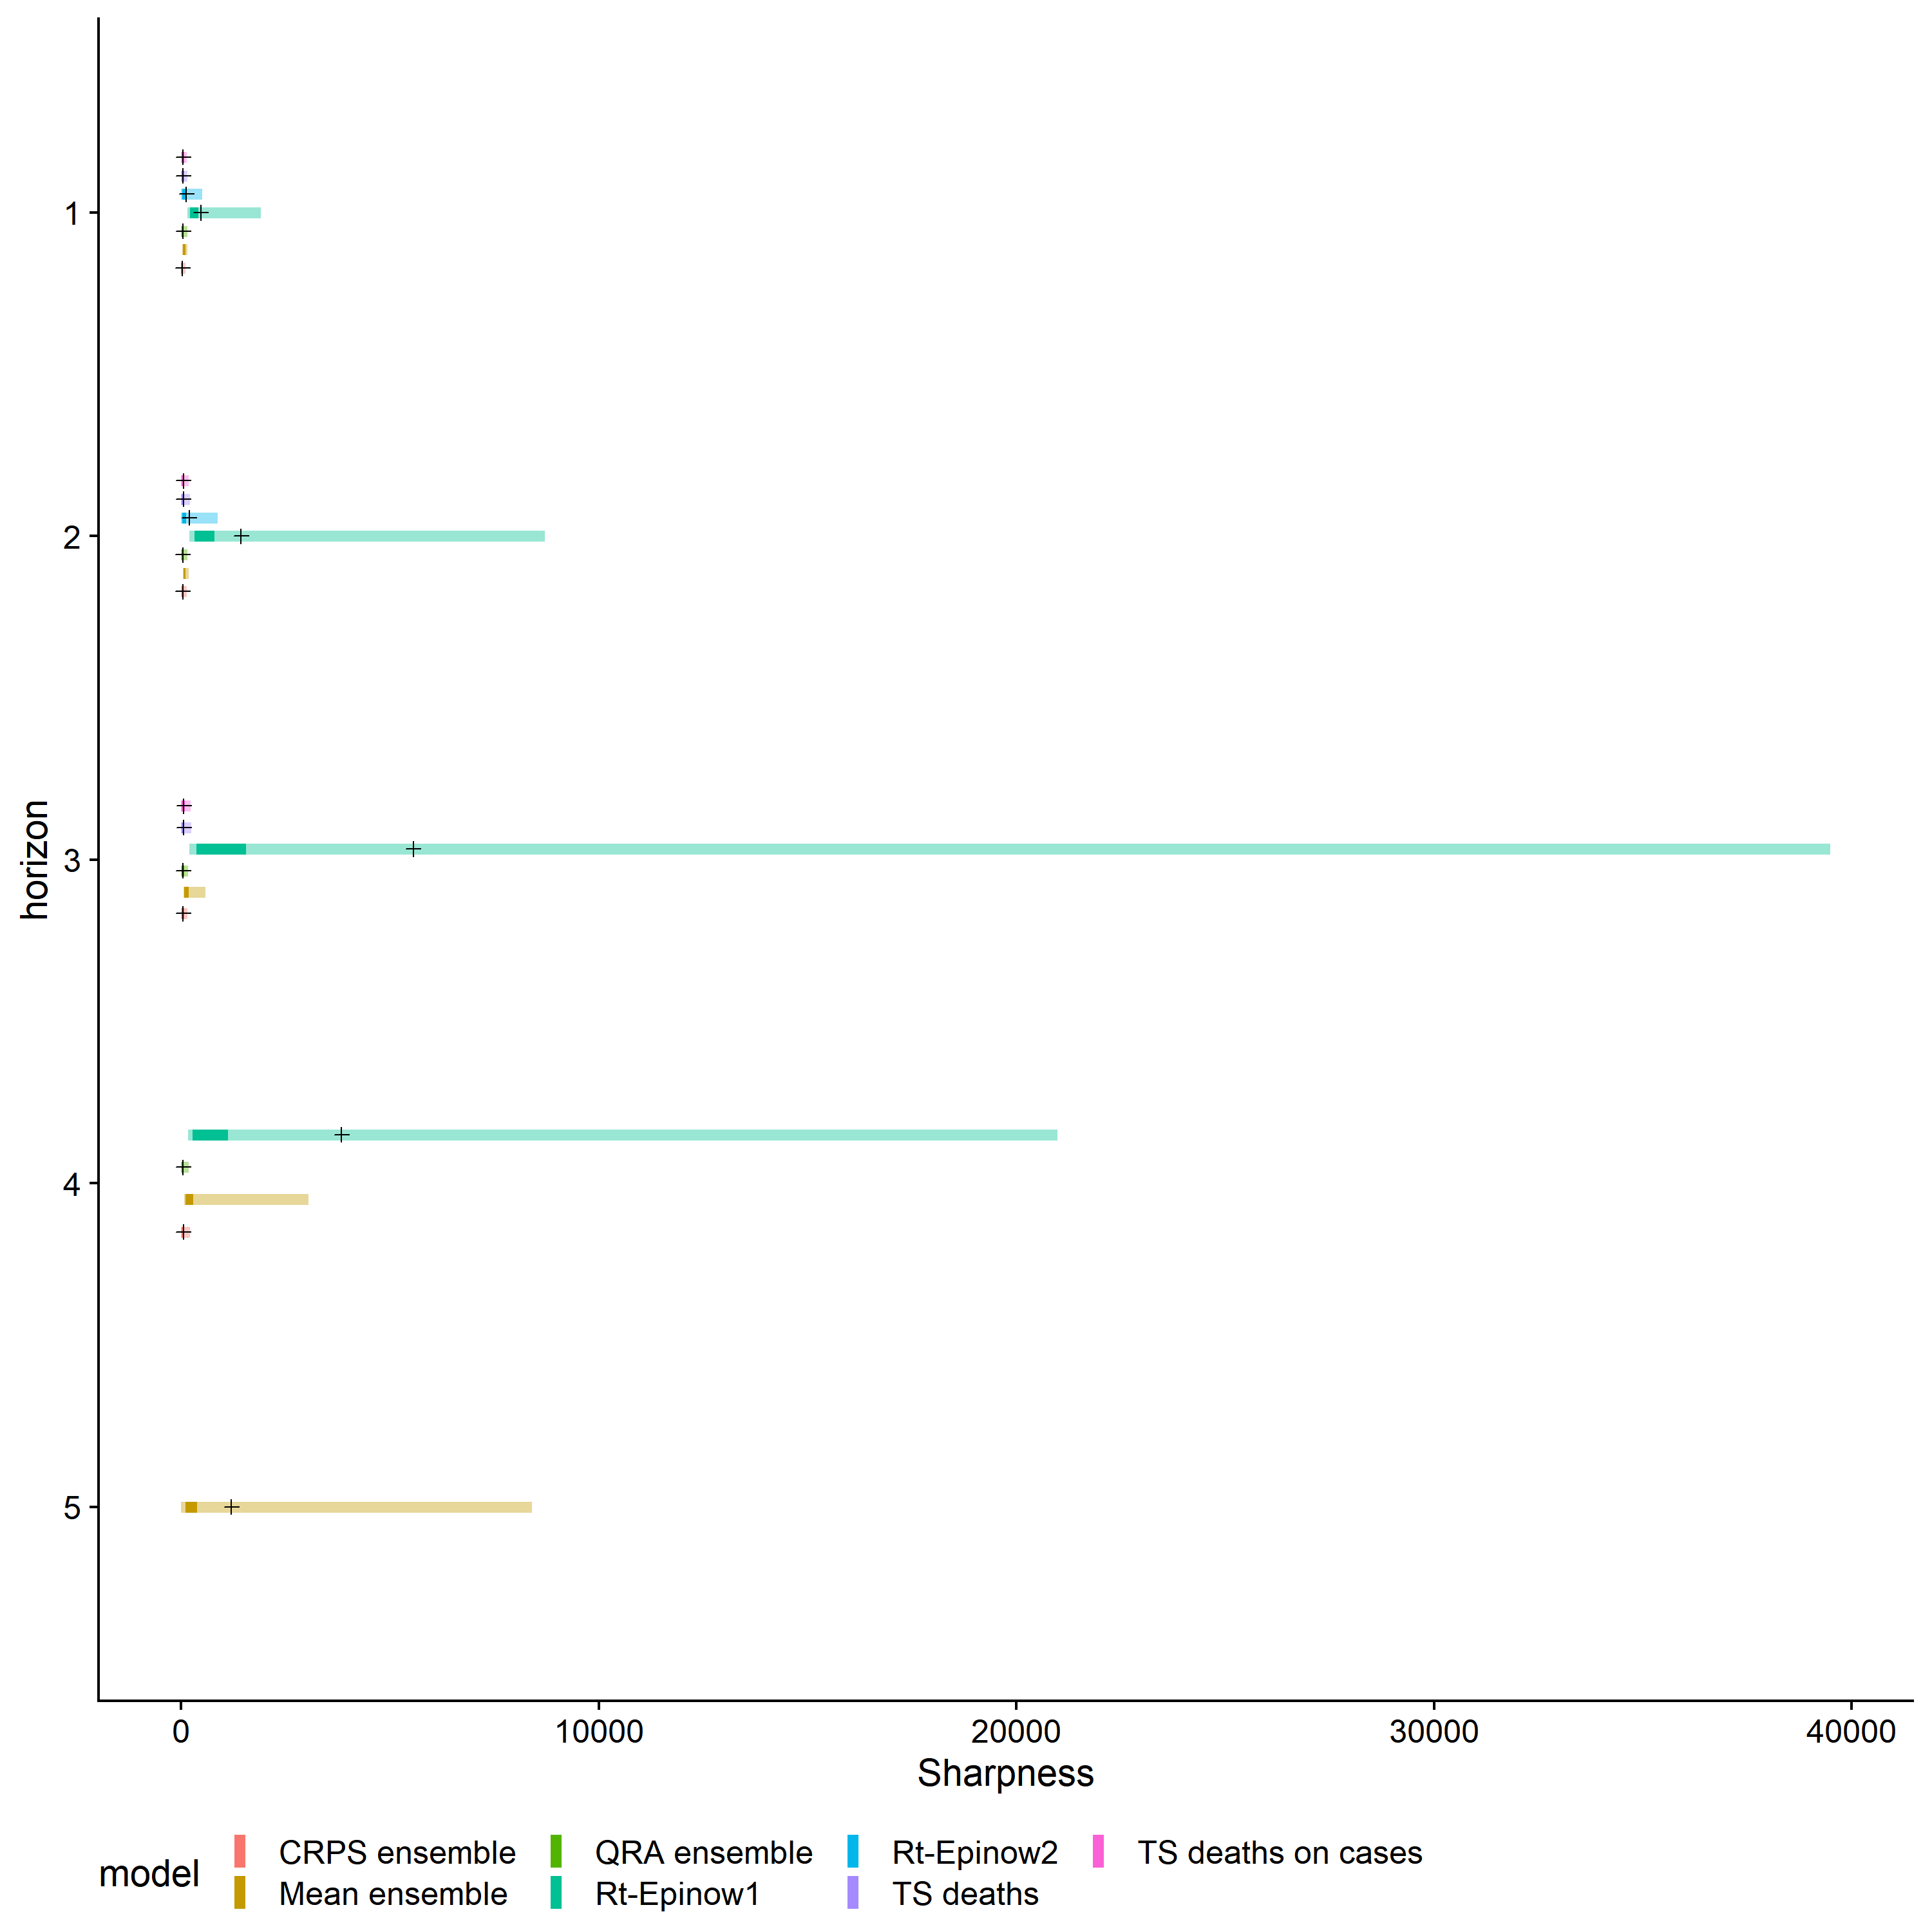 1
2
3
4
5
horizon
0 10000 20000 30000 40000
Sharpness
model
CRPS ensemble QRA ensemble Rt-Epinow2 TS deaths on cases
Mean ensemble Rt-Epinow1 TS deaths